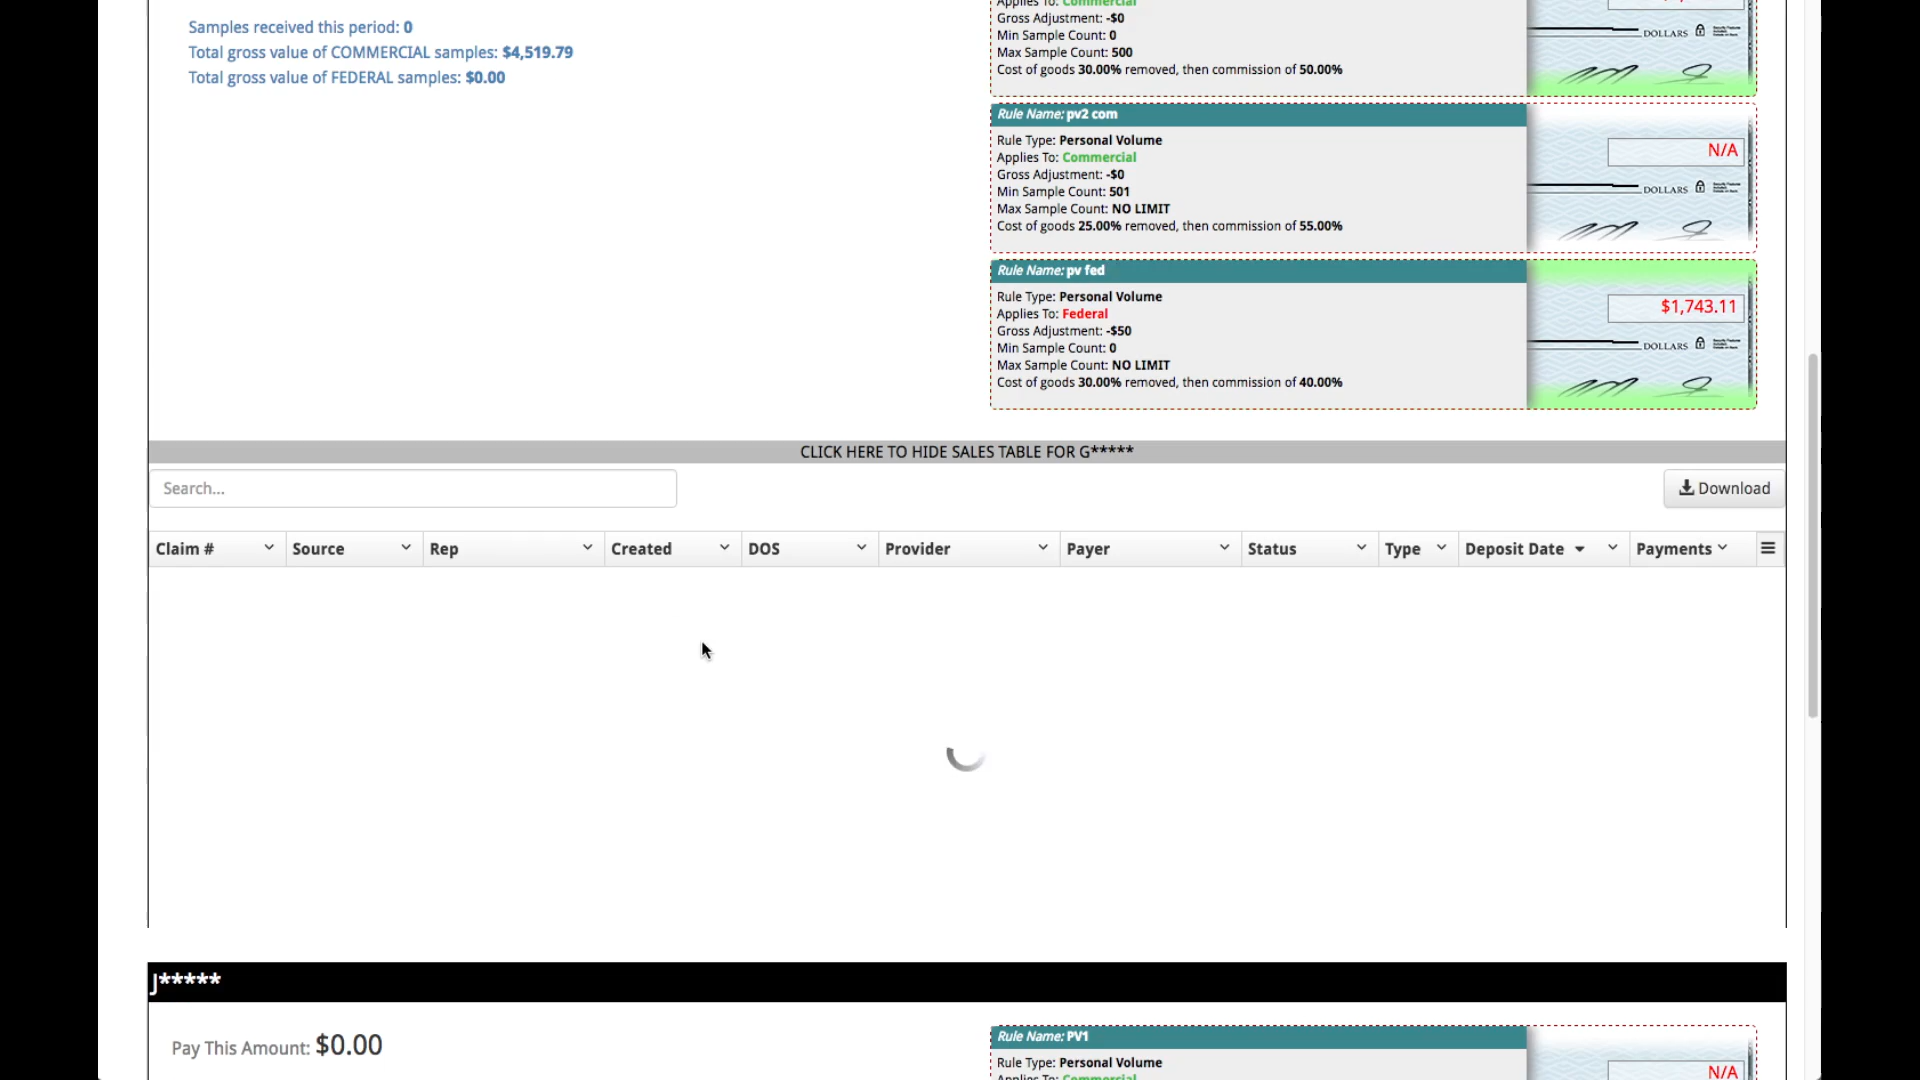 Samples received this period: 0
Total gross value of COMMERCIAL samples: $4,519.79
Total gross value of FEDERAL samples: $0.00
Applies To: Commercial
Gross Adjustment: -$0
Min Sample Count: 0
Max Sample Count: 500
Cost of goods 30.00% removed, then commission of 50.00%
DOLLARS
Rule Name: pv2 com
Rule Type: Personal Volume
Applies To: Commercial
Gross Adjustment: -$0
Min Sample Count: 501
Max Sample Count: NO LIMIT
Cost of goods 25.00% removed, then commission of 55.00%
N/A
DOLLARS
Rule Name: pv fed
Rule Type: Personal Volume
Applies To: Federal
Gross Adjustment: -$50
Min Sample Count: 0
Max Sample Count: NO LIMIT
Cost of goods 30.00% removed, then commission of 40.00%
$1,743.11
DOLLARS
CLICK HERE TO HIDE SALES TABLE FOR G*****
Search...
Download
Claim # Source Rep Created DOS Provider Payer Status Type Deposit Date Payments
J*****
Pay This Amount: $0.00
Rule Name: PV1
Rule Type: Personal Volume
Applies To: Commercial
N/A